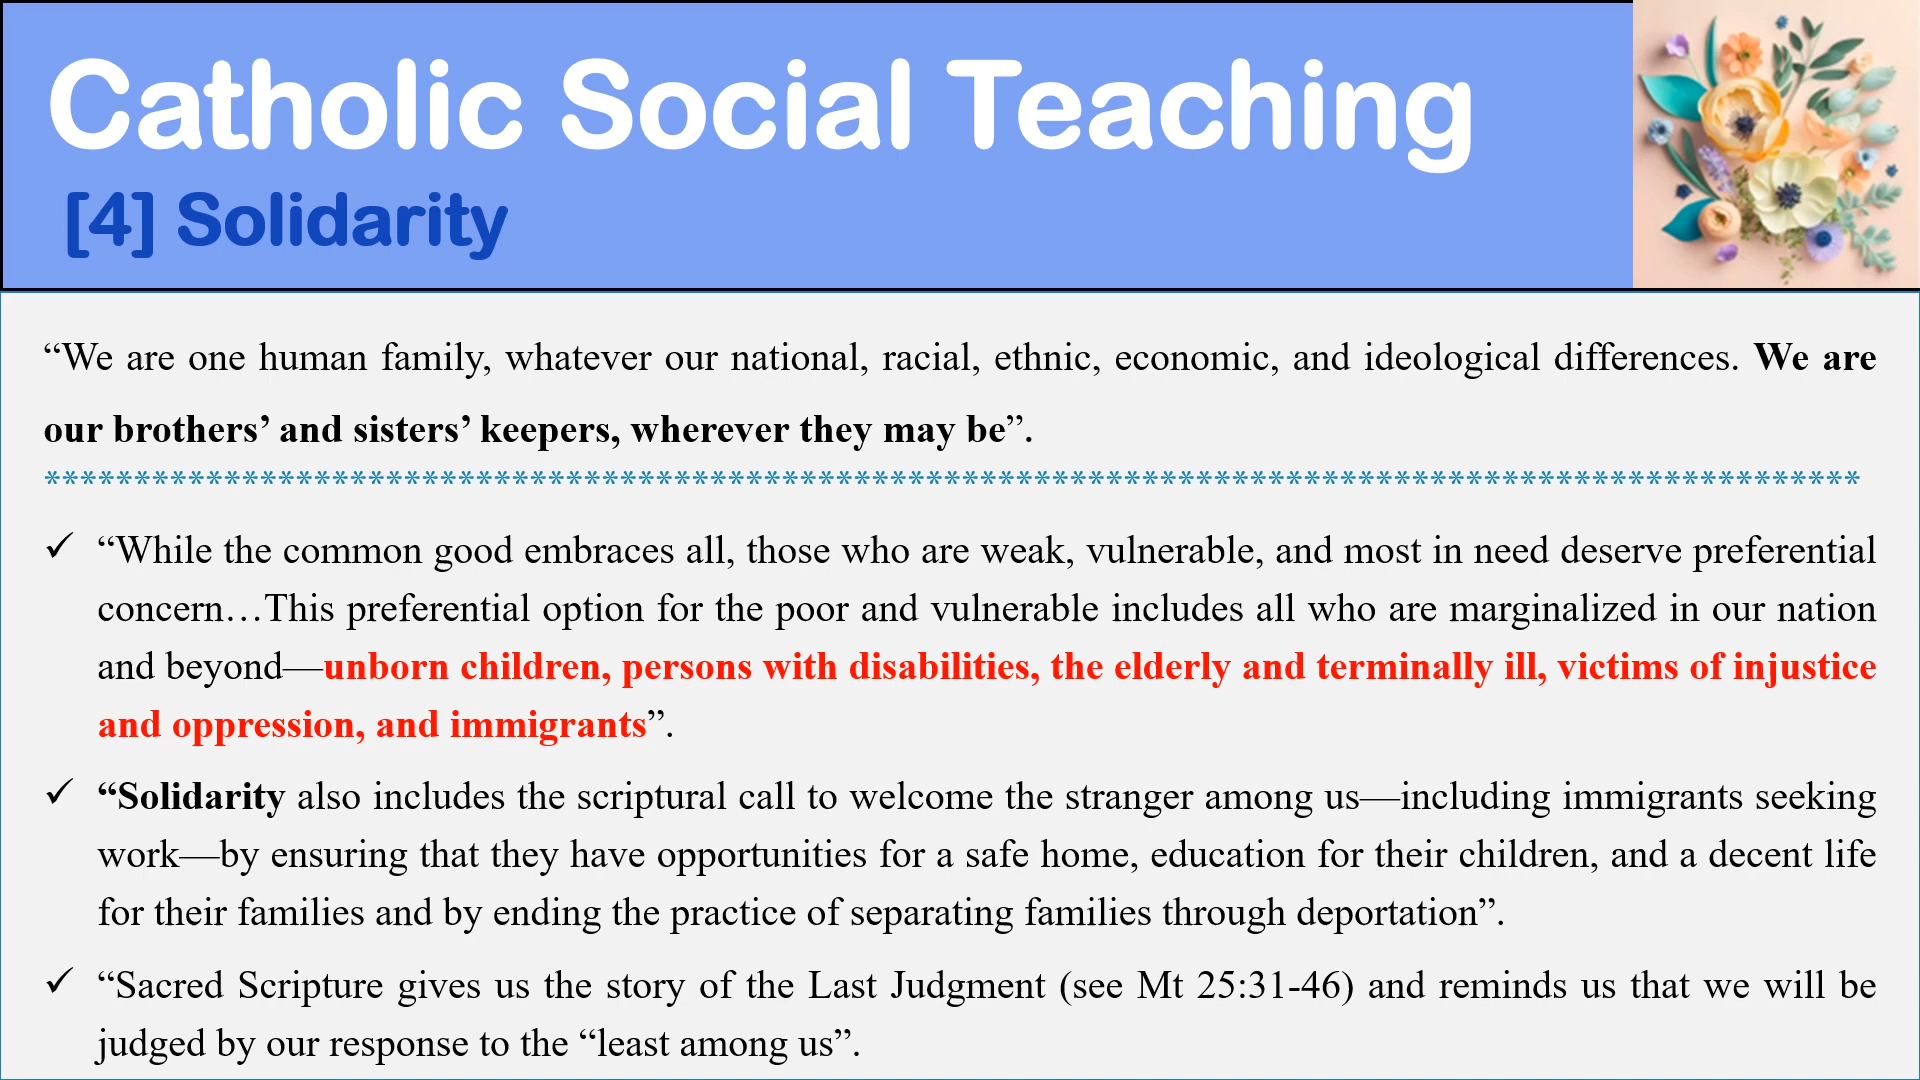 Catholic Social Teaching
[4] Solidarity
“We are one human family, whatever our national, racial, ethnic, economic, and ideological differences. We are
our brothers’ and sisters’ keepers, wherever they may be”.
*****************************************************************************************************
✓ “While the common good embraces all, those who are weak, vulnerable, and most in need deserve preferential
concern…This preferential option for the poor and vulnerable includes all who are marginalized in our nation
and beyond—unborn children, persons with disabilities, the elderly and terminally ill, victims of injustice
and oppression, and immigrants”.
✓ “Solidarity also includes the scriptural call to welcome the stranger among us—including immigrants seeking
work—by ensuring that they have opportunities for a safe home, education for their children, and a decent life
for their families and by ending the practice of separating families through deportation”.
✓ “Sacred Scripture gives us the story of the Last Judgment (see Mt 25:31-46) and reminds us that we will be
judged by our response to the “least among us”.